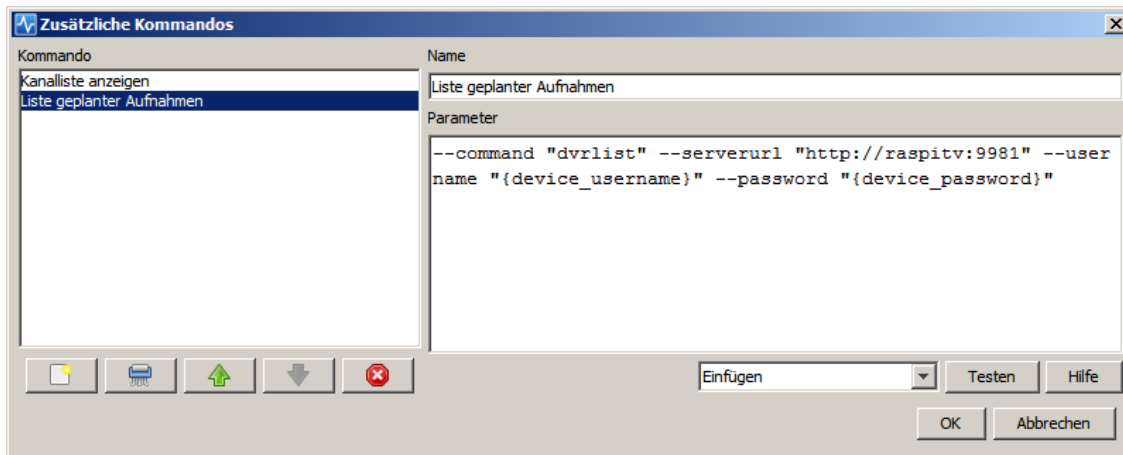 Zusätzliche Kommandos
Kommando
Kanalliste anzeigen
Liste geplanter Aufnahmen
Name
Liste geplanter Aufnahmen
Parameter
--command "dvrlist" --serverurl "http://raspitv:9981" --user
name "{device_username}" --password "{device_password}"
Einfügen
Testen
Hilfe
OK
Abbrechen